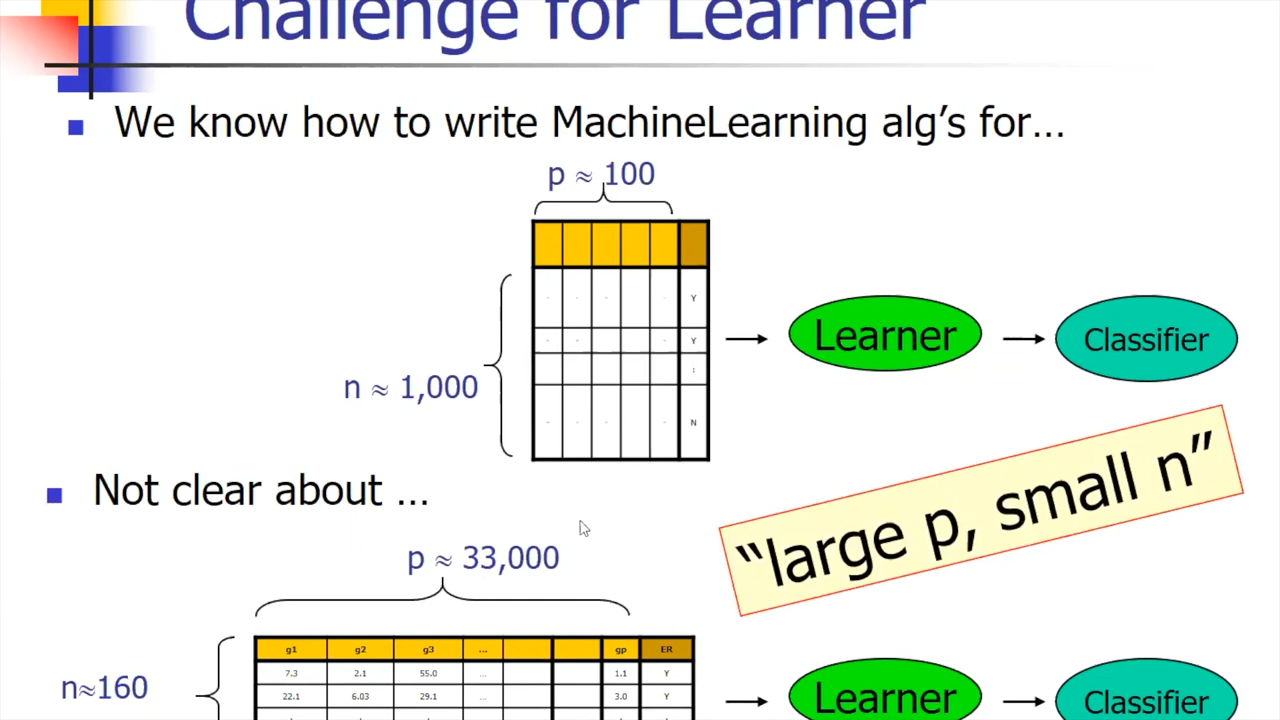 Challenge for Learner
We know how to write MachineLearning alg's for…
p ≈ 100
Y
Y
:
N
n ≈ 1,000
Learner
Classifier
"large p, small n"
Not clear about …
p ≈ 33,000
g1 g2 g3 ... gp ER
7.3 2.1 55.0 ... 1.1 Y
22.1 6.03 29.1 ... 3.0 Y
n≈160
Learner
Classifier